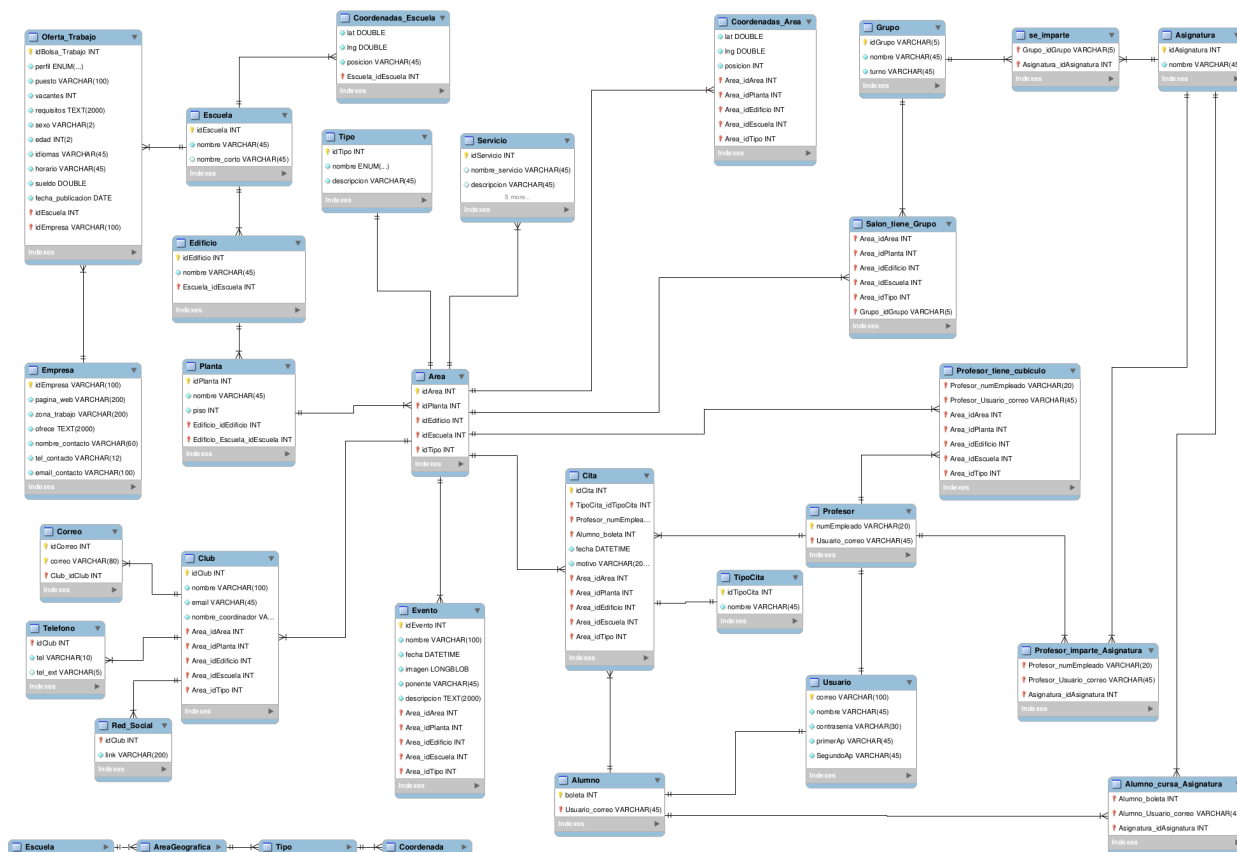 Oferta_Trabajo
idBolsa_Trabajo INT
perfil ENUM(...)
puesto VARCHAR(100)
vacantes INT
requisitos TEXT(2000)
sexo VARCHAR(2)
edad INT(2)
idiomas VARCHAR(45)
horario VARCHAR(45)
sueldo DOUBLE
fecha_publicacion DATE
idEscuela INT
idEmpresa VARCHAR(100)
Indexes
Coordenadas_Escuela
lat DOUBLE
lng DOUBLE
posicion VARCHAR(45)
Escuela_idEscuela INT
Indexes
Escuela
idEscuela INT
nombre VARCHAR(45)
nombre_corto VARCHAR(45)
Indexes
Tipo
idTipo INT
nombre ENUM(...)
descripcion VARCHAR(45)
Indexes
Servicio
idServicio INT
nombre_servicio VARCHAR(45)
descripcion VARCHAR(45)
5 more...
Indexes
Coordenadas_Area
lat DOUBLE
lng DOUBLE
posicion INT
Area_idArea INT
Area_idPlanta INT
Area_idEdificio INT
Area_idEscuela INT
Area_idTipo INT
Indexes
Grupo
idGrupo VARCHAR(5)
nombre VARCHAR(45)
turno VARCHAR(45)
Indexes
se_imparte
Grupo_idGrupo VARCHAR(5)
Asignatura_idAsignatura INT
Indexes
Asignatura
idAsignatura INT
nombre VARCHAR(45)
Indexes
Edificio
idEdificio INT
nombre VARCHAR(45)
Escuela_idEscuela INT
Indexes
Salon_tiene_Grupo
Area_idArea INT
Area_idPlanta INT
Area_idEdificio INT
Area_idEscuela INT
Area_idTipo INT
Grupo_idGrupo VARCHAR(5)
Indexes
Empresa
idEmpresa VARCHAR(100)
pagina_web VARCHAR(200)
zona_trabajo VARCHAR(200)
ofrece TEXT(2000)
nombre_contacto VARCHAR(60)
tel_contacto VARCHAR(12)
email_contacto VARCHAR(100)
Indexes
Planta
idPlanta INT
nombre VARCHAR(45)
piso INT
Edificio_idEdificio INT
Edificio_Escuela_idEscuela INT
Indexes
Area
idArea INT
idPlanta INT
idEdificio INT
idEscuela INT
idTipo INT
Indexes
Profesor_tiene_cubiculo
Profesor_numEmpleado VARCHAR(20)
Profesor_Usuario_correo VARCHAR(45)
Area_idArea INT
Area_idPlanta INT
Area_idEdificio INT
Area_idEscuela INT
Area_idTipo INT
Indexes
Cita
idCita INT
TipoCita_idTipoCita INT
Profesor_numEmplea...
Alumno_boleta INT
fecha DATETIME
motivo VARCHAR(20...
Area_idArea INT
Area_idPlanta INT
Area_idEdificio INT
Area_idEscuela INT
Area_idTipo INT
Indexes
Profesor
numEmpleado VARCHAR(20)
Usuario_correo VARCHAR(45)
Indexes
Correo
idCorreo INT
correo VARCHAR(80)
Club_idClub INT
Indexes
Club
idClub INT
nombre VARCHAR(100)
email VARCHAR(45)
nombre_coordinador VA...
Area_idArea INT
Area_idPlanta INT
Area_idEdificio INT
Area_idEscuela INT
Area_idTipo INT
Indexes
TipoCita
idTipoCita INT
nombre VARCHAR(45)
Indexes
Telefono
idClub INT
tel VARCHAR(10)
tel_ext VARCHAR(5)
Indexes
Evento
idEvento INT
nombre VARCHAR(100)
fecha DATETIME
imagen LONGBLOB
ponente VARCHAR(45)
descripcion TEXT(2000)
Area_idArea INT
Area_idPlanta INT
Area_idEdificio INT
Area_idEscuela INT
Area_idTipo INT
Indexes
Profesor_imparte_Asignatura
Profesor_numEmpleado VARCHAR(20)
Profesor_Usuario_correo VARCHAR(45)
Asignatura_idAsignatura INT
Indexes
Usuario
correo VARCHAR(100)
nombre VARCHAR(45)
contrasenia VARCHAR(30)
primerAp VARCHAR(45)
SegundoAp VARCHAR(45)
Indexes
Red_Social
idClub INT
link VARCHAR(200)
Indexes
Alumno
boleta INT
Usuario_correo VARCHAR(45)
Indexes
Alumno_cursa_Asignatura
Alumno_boleta INT
Alumno_Usuario_correo VARCHAR(4
Asignatura_idAsignatura INT
Indexes
Escuela
AreaGeografica
Tipo
Coordenada